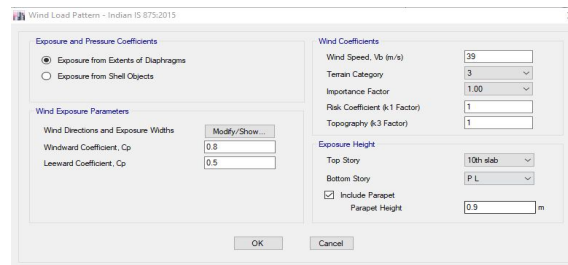 Wind Load Pattern - Indian IS 875:2015
Exposure and Pressure Coefficients
Exposure from Extents of Diaphragms
Exposure from Shell Objects
Wind Exposure Parameters
Wind Directions and Exposure Widths Modify/Show...
Windward Coefficient, Cp 0.8
Leeward Coefficient, Cp 0.5
Wind Coefficients
Wind Speed, Vb (m/s) 39
Terrain Category 3
Importance Factor 1.00
Risk Coefficient (k1 Factor) 1
Topography (k3 Factor) 1
Exposure Height
Top Story 10th slab
Bottom Story P L
Include Parapet
Parapet Height 0.9 m
OK Cancel